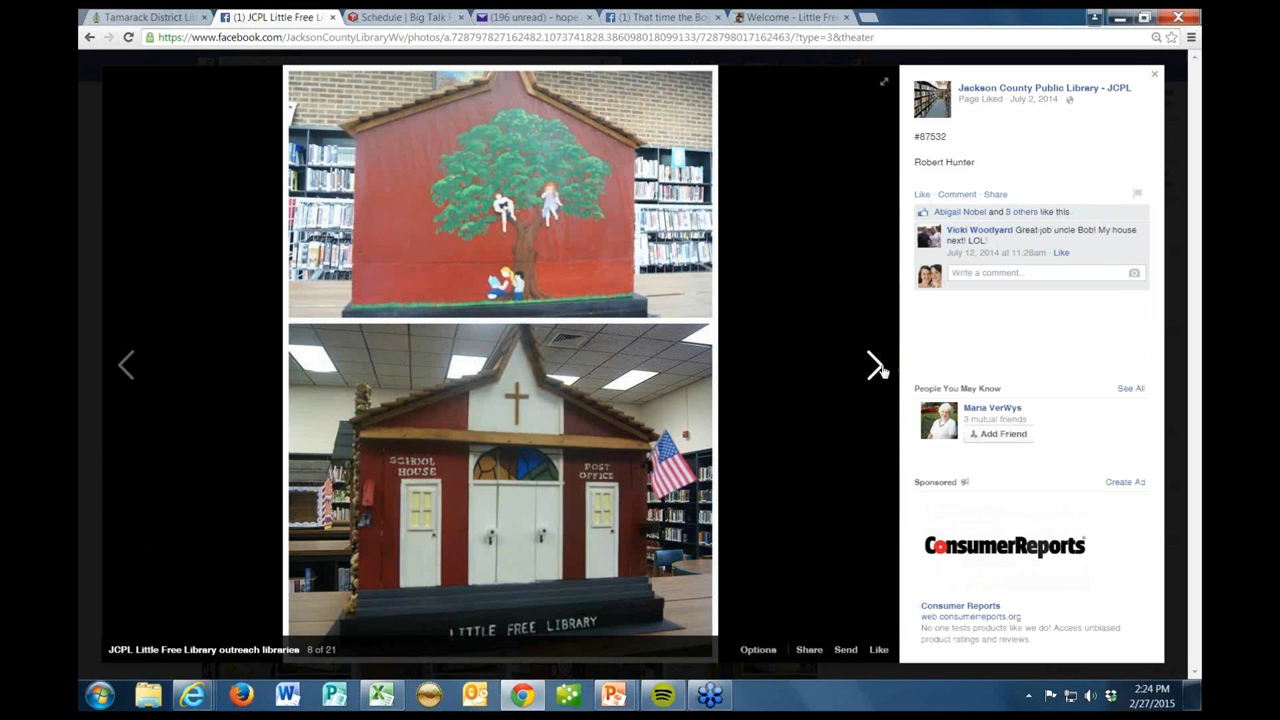 Tamarack District Li
(1) JCPL Little Free Li
Schedule | Big Talk F
(196 unread) - hope
(1) That time the Bo
Welcome - Little Fre
https://www.facebook.com/JacksonCountyLibraryWv/photos/a.728797827162482.1073741828.386098018099133/728798017162463/?type=3&theater
Jackson County Public Library - JCPL
Page Liked · July 2, 2014 ·
#87532
Robert Hunter
Like · Comment · Share
Abigail Nobel and 8 others like this.
Vicki Woodyard Great job uncle Bob! My house
next! LOL!
July 12, 2014 at 11:26am · Like
Write a comment...
People You May Know
See All
Maria VerWys
3 mutual friends
Add Friend
Sponsored
Create Ad
ConsumerReports
Consumer Reports
web.consumerreports.org
No one tests products like we do! Access unbiased
product ratings and reviews.
SCHOOL
HOUSE
POST
OFFICE
LITTLE FREE LIBRARY
JCPL Little Free Library outreach libraries 8 of 21
Options Share Send Like
2:24 PM
2/27/2015